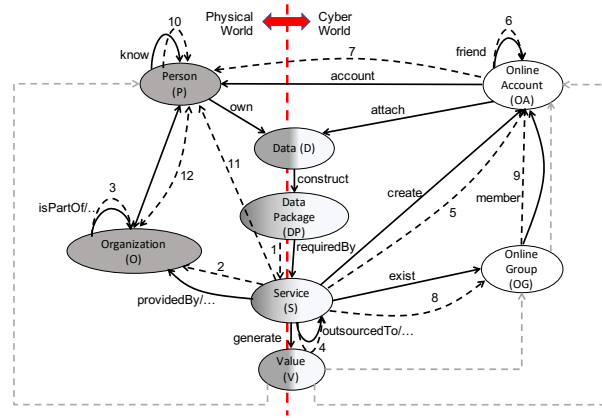 Physical
World
Cyber
World
10
6
know
friend
7
Person
(P)
account
Online
Account
(OA)
own
attach
Data (D)
11
12
9
3
construct
create
member
isPartOf/...
Data
Package
(DP)
5
Organization
(O)
1
requiredBy
2
exist
Online
Group
(OG)
Service
(S)
providedBy/...
8
generate
outsourcedTo/...
4
Value
(V)